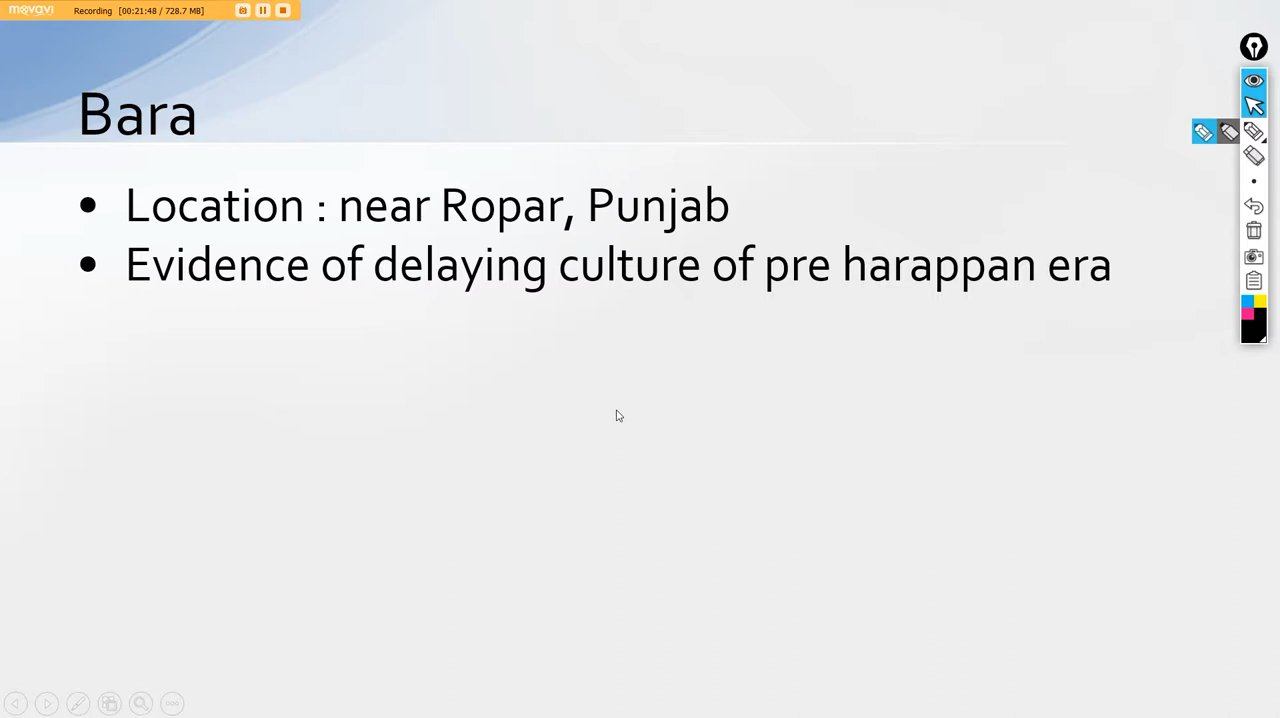 movavi Recording [00:21:48 / 728.7 MB]
Bara
• Location : near Ropar, Punjab
• Evidence of delaying culture of pre harappan era